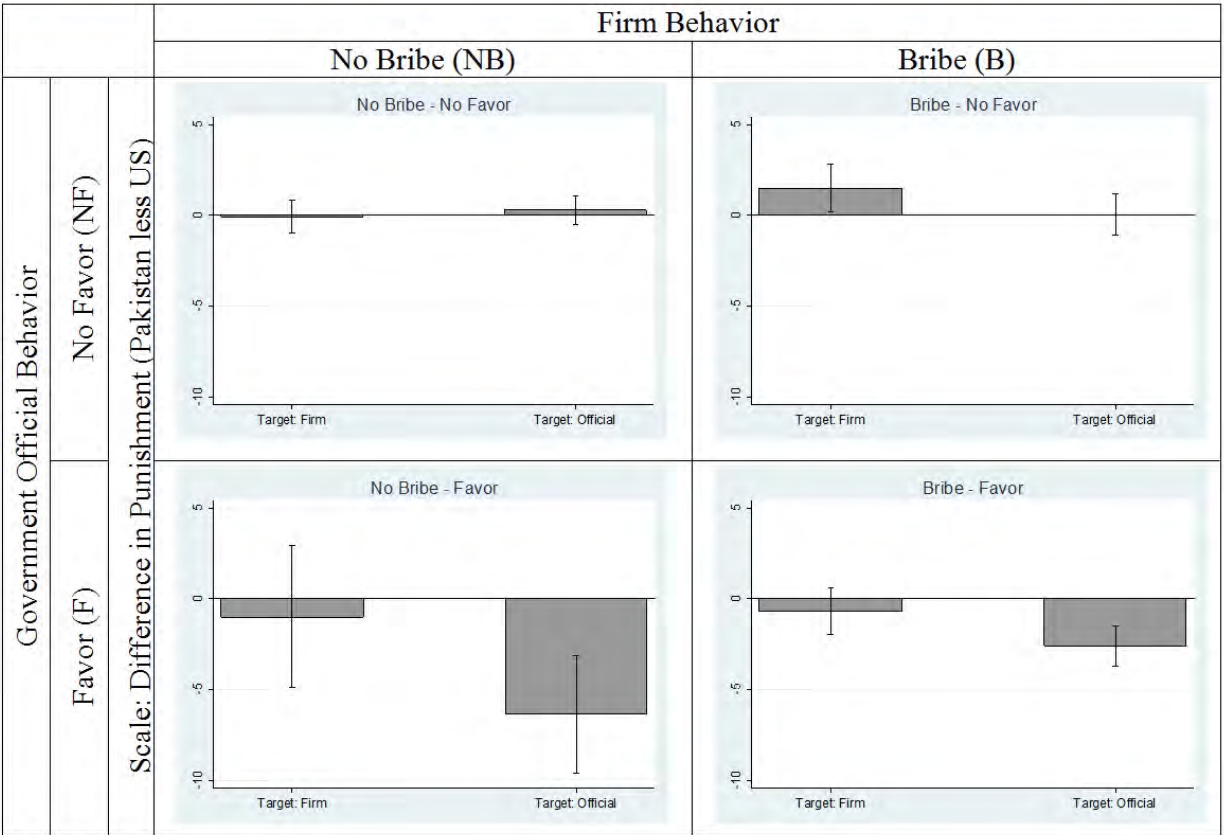 Firm Behavior
No Bribe (NB)
Bribe (B)
Government Official Behavior
No Favor (NF)
Favor (F)
Scale: Difference in Punishment (Pakistan less US)
No Bribe - No Favor
5
0
-5
-10
Target: Firm
Target: Official
Bribe - No Favor
5
0
-5
-10
Target: Firm
Target: Official
No Bribe - Favor
5
0
-5
-10
Target: Firm
Target: Official
Bribe - Favor
5
0
-5
-10
Target: Firm
Target: Official